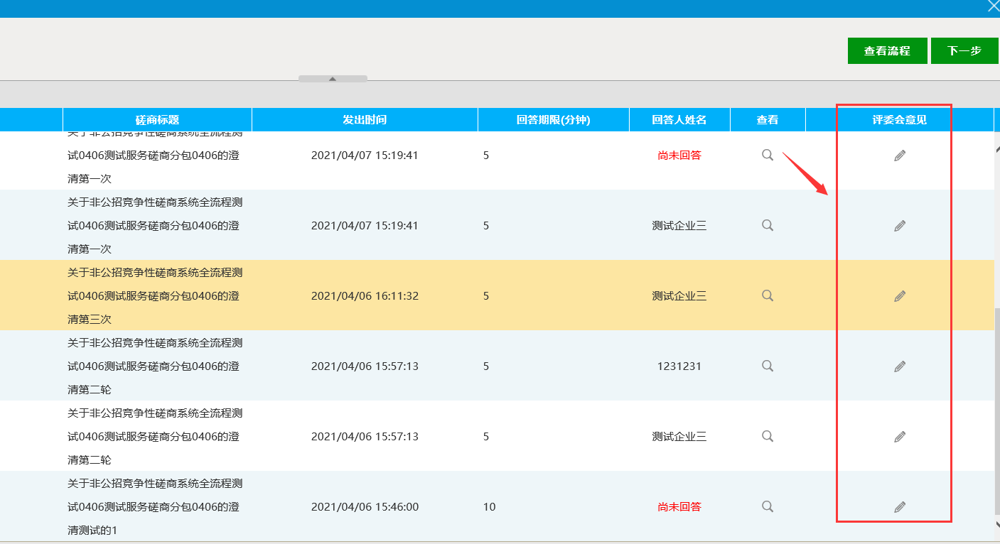 查看流程 下一步
磋商标题 发出时间 回答期限(分钟) 回答人姓名 查看 评委会意见
关于非公招竞争性磋商系统全流程测
试0406测试服务磋商分包0406的澄 2021/04/07 15:19:41 5 尚未回答
清第一次
关于非公招竞争性磋商系统全流程测
试0406测试服务磋商分包0406的澄 2021/04/07 15:19:41 5 测试企业三
清第一次
关于非公招竞争性磋商系统全流程测
试0406测试服务磋商分包0406的澄 2021/04/06 16:11:32 5 测试企业三
清第三次
关于非公招竞争性磋商系统全流程测
试0406测试服务磋商分包0406的澄 2021/04/06 15:57:13 5 1231231
清第二轮
关于非公招竞争性磋商系统全流程测
试0406测试服务磋商分包0406的澄 2021/04/06 15:57:13 5 测试企业三
清第二轮
关于非公招竞争性磋商系统全流程测
试0406测试服务磋商分包0406的澄 2021/04/06 15:46:00 10 尚未回答
清测试的1